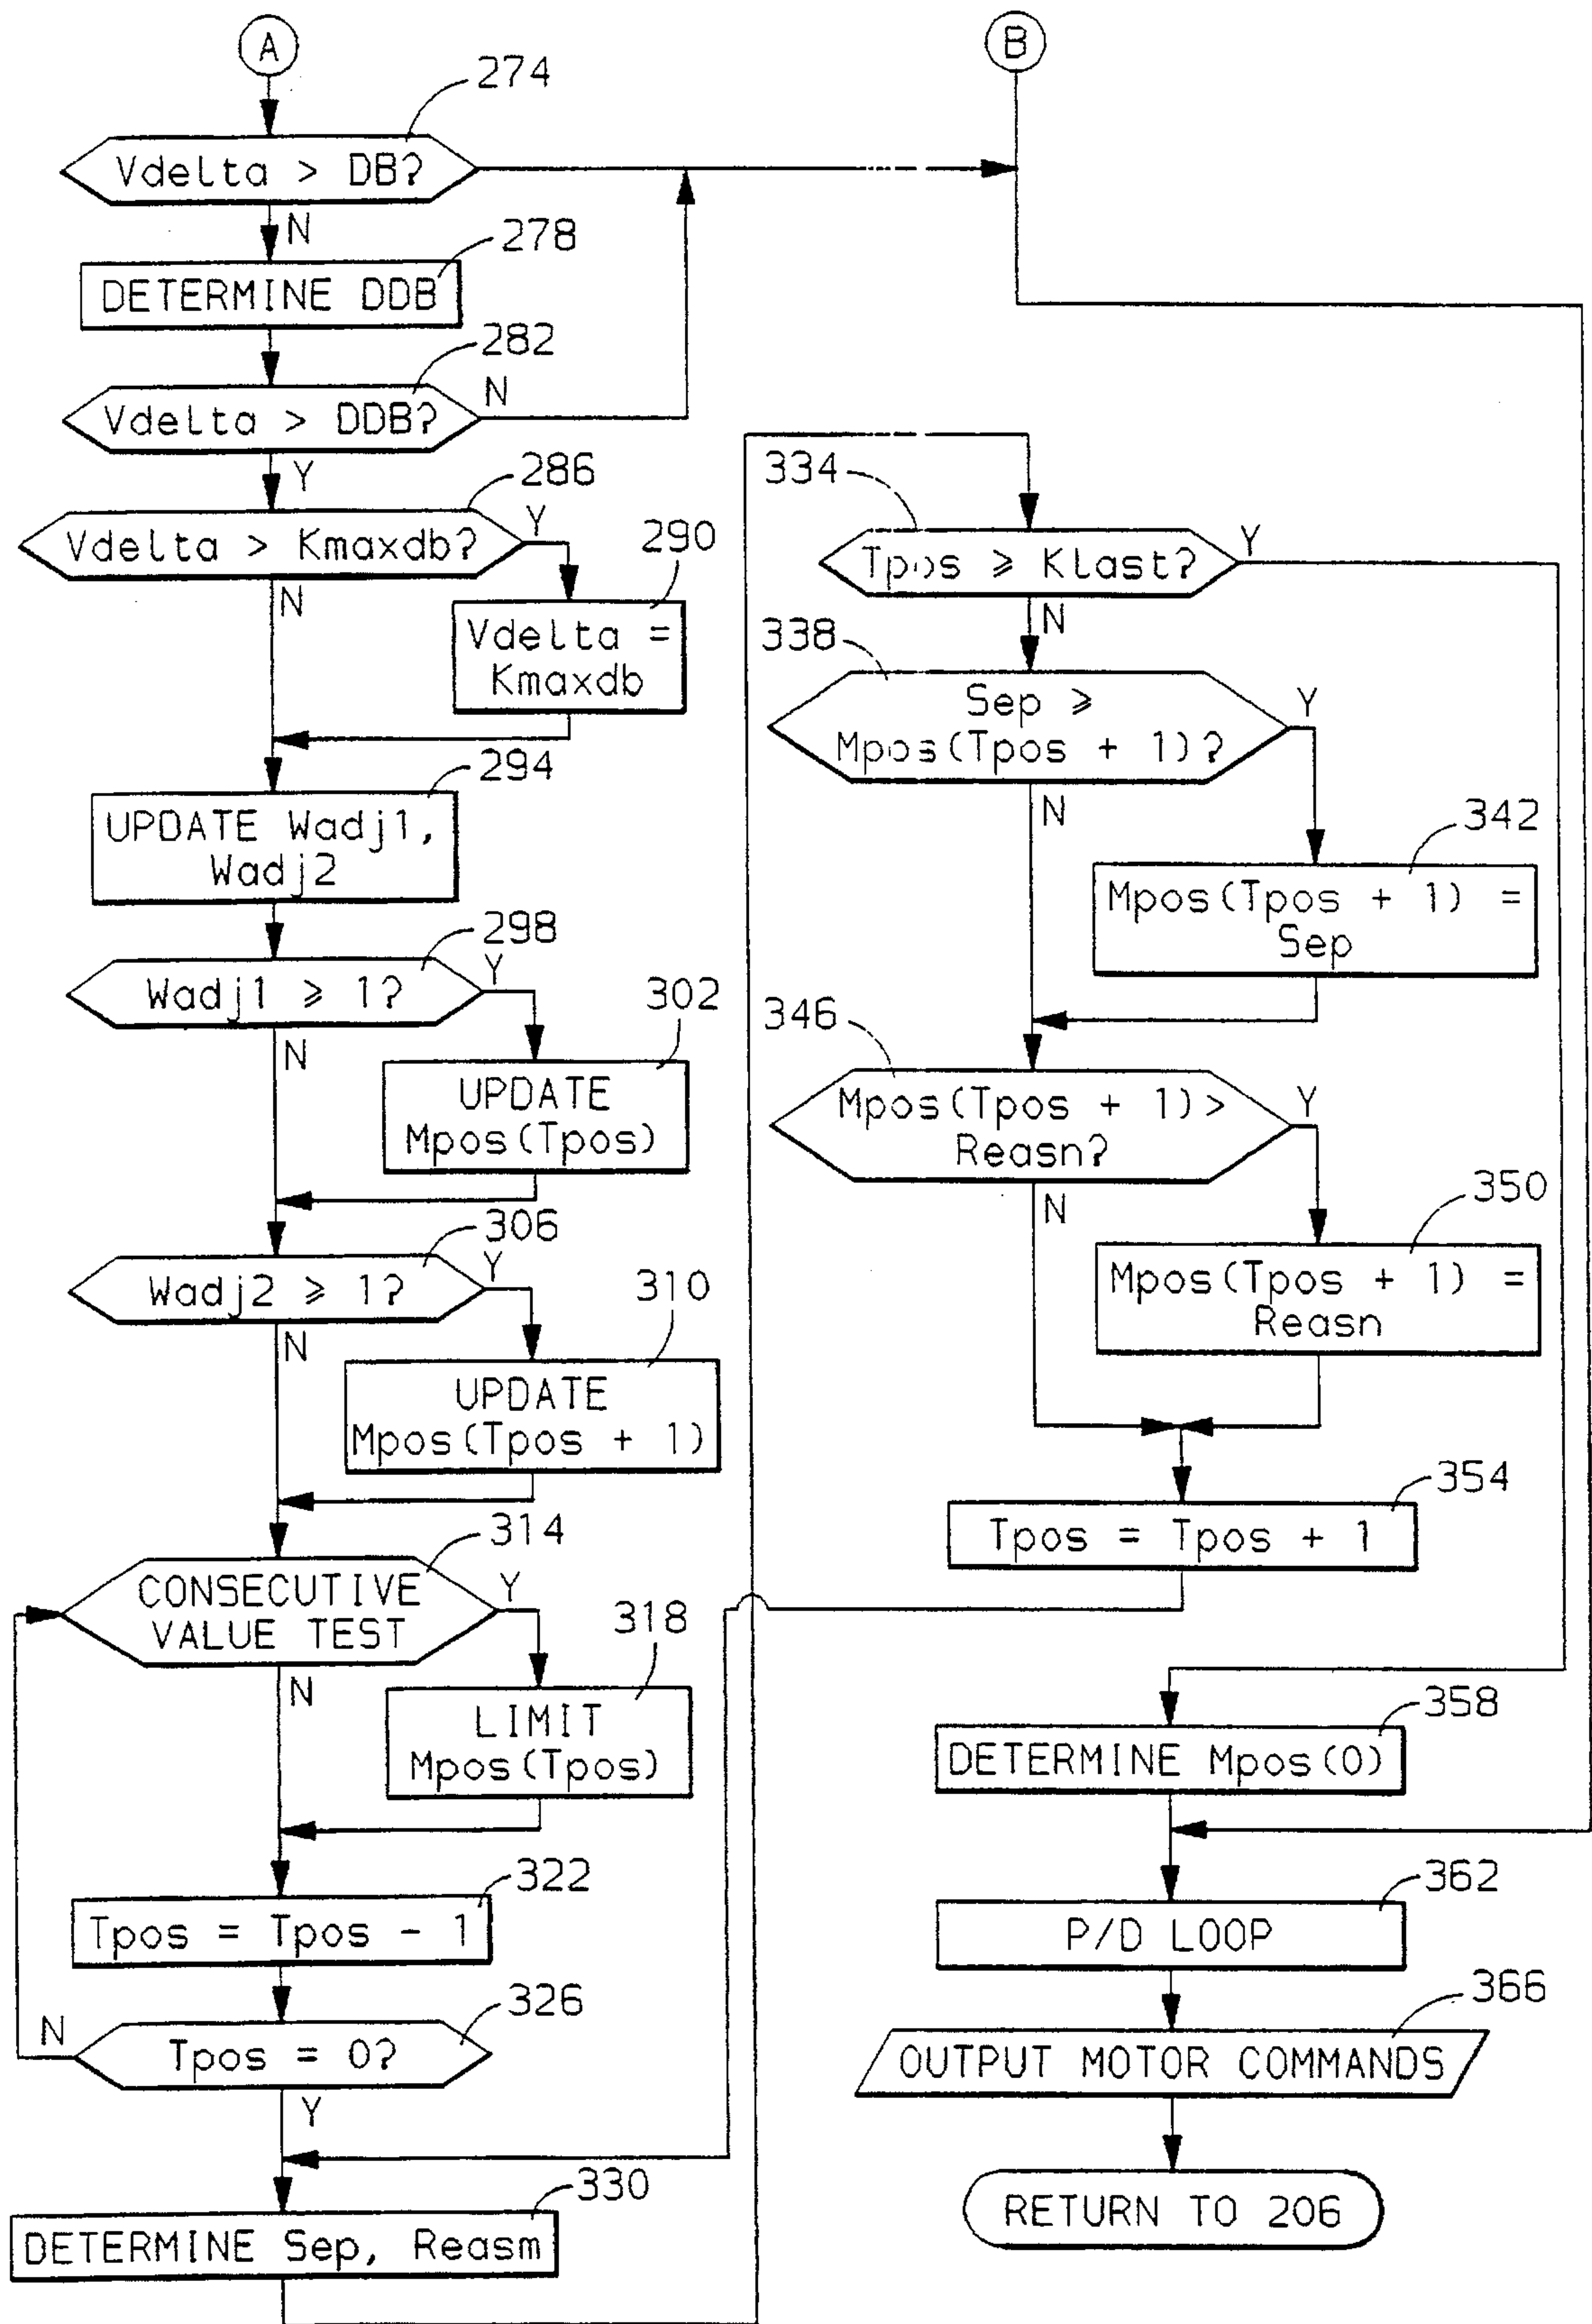 A
274
Vdelta > DB?
N
278
DETERMINE DDB
282
Vdelta > DDB?
N
Y
286
Vdelta > Kmaxdb?
Y
290
N
Vdelta =
Kmaxdb
294
UPDATE Wadj1,
Wadj2
298
Wadj1 ⩾ 1?
Y
302
N
UPDATE
Mpos(Tpos)
306
Wadj2 ⩾ 1?
Y
310
N
UPDATE
Mpos(Tpos + 1)
314
CONSECUTIVE
VALUE TEST
Y
318
N
LIMIT
Mpos(Tpos)
322
Tpos = Tpos - 1
326
N
Tpos = 0?
Y
330
DETERMINE Sep, Reasm
B
334
Tpos ⩾ Klast?
Y
N
338
Sep ⩾
Mpos(Tpos + 1)?
Y
N
342
Mpos(Tpos + 1) =
Sep
346
Mpos(Tpos + 1) >
Reasn?
Y
N
350
Mpos(Tpos + 1) =
Reasn
354
Tpos = Tpos + 1
358
DETERMINE Mpos(0)
362
P/D LOOP
366
OUTPUT MOTOR COMMANDS
RETURN TO 206